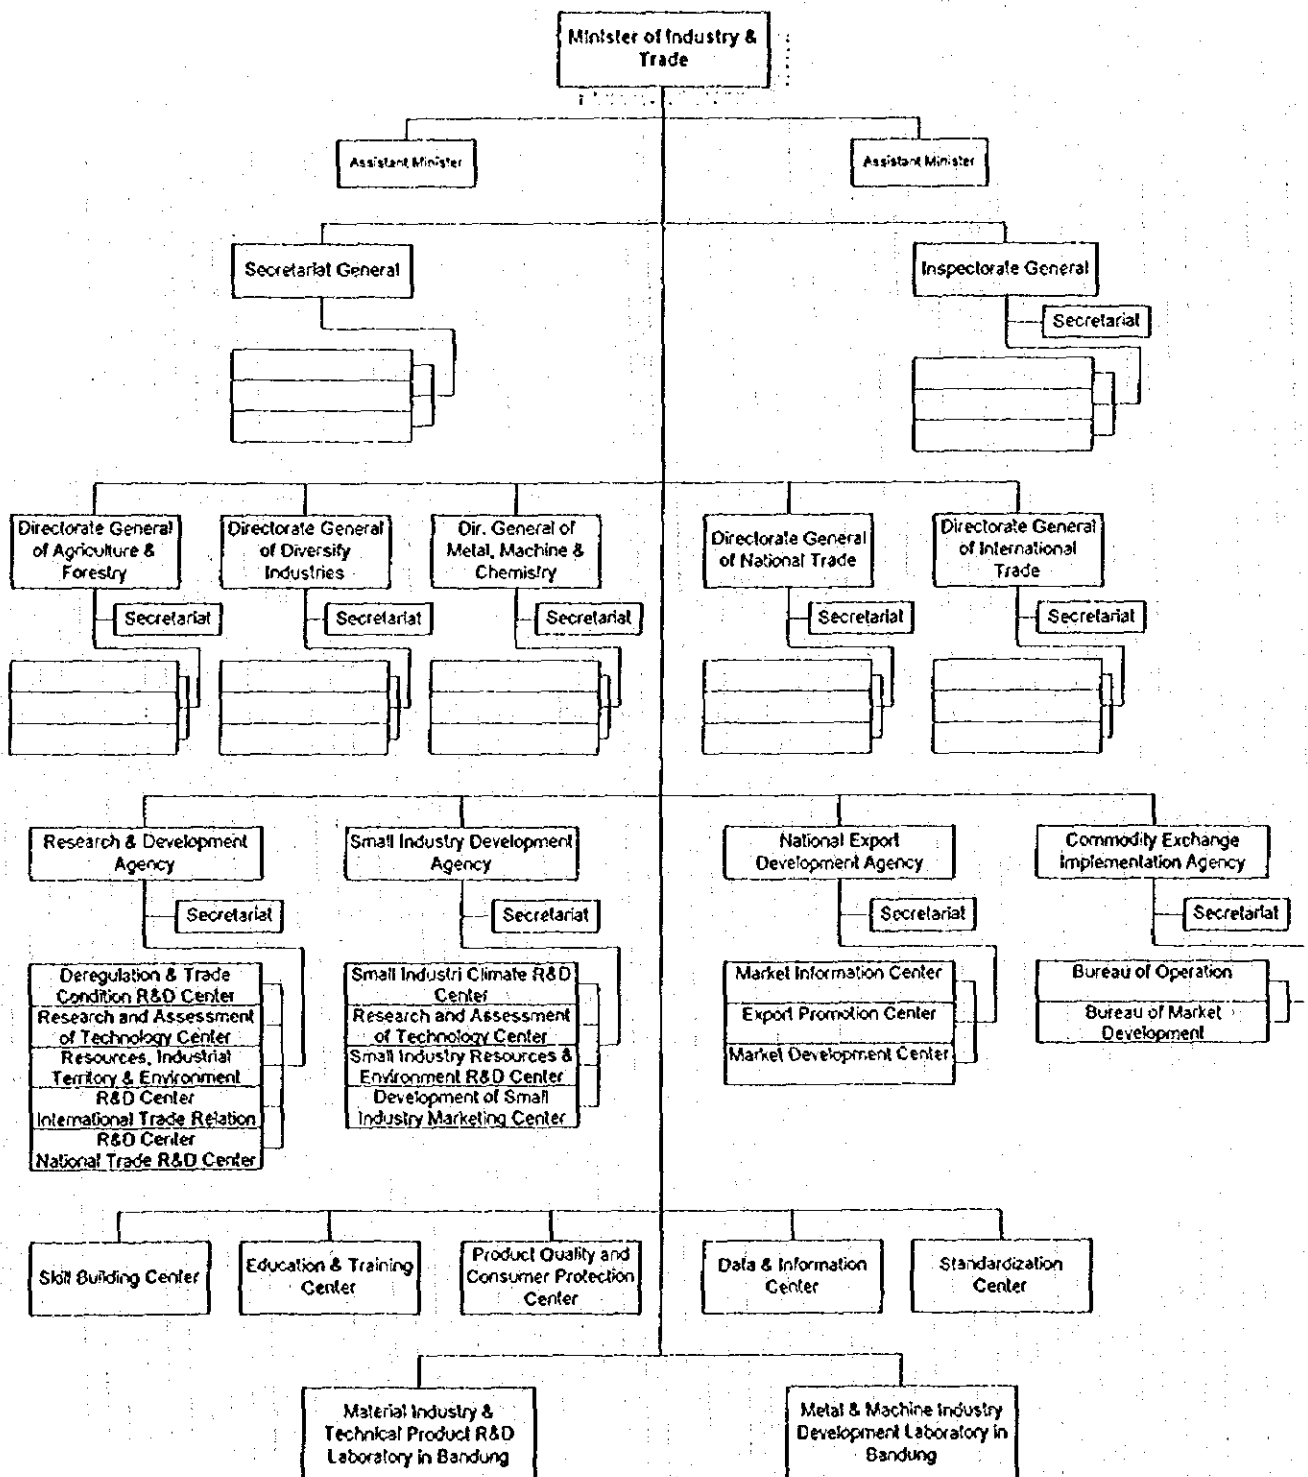 Minister of Industry &
Trade
Assistant Minister
Assistant Minister
Secretariat General
Inspectorate General
Secretariat
Directorate General
of Agriculture &
Forestry
Directorate General
of Diversify
Industries
Dir. General of
Metal, Machine &
Chemistry
Directorate General
of National Trade
Directorate General
of International
Trade
Secretariat
Secretariat
Secretariat
Secretariat
Secretariat
Research & Development
Agency
Small Industry Development
Agency
National Export
Development Agency
Commodity Exchange
Implementation Agency
Secretariat
Secretariat
Secretariat
Secretariat
Deregulation & Trade
Condition R&D Center
Research and Assessment
of Technology Center
Resources, Industrial
Territory & Environment
R&D Center
International Trade Relation
R&D Center
National Trade R&D Center
Small Industri Climate R&D
Center
Research and Assessment
of Technology Center
Small Industry Resources &
Environment R&D Center
Development of Small
Industry Marketing Center
Market Information Center
Export Promotion Center
Market Development Center
Bureau of Operation
Bureau of Market
Development
Skill Building Center
Education & Training
Center
Product Quality and
Consumer Protection
Center
Data & Information
Center
Standardization
Center
Material Industry &
Technical Product R&D
Laboratory in Bandung
Metal & Machine Industry
Development Laboratory in
Bandung